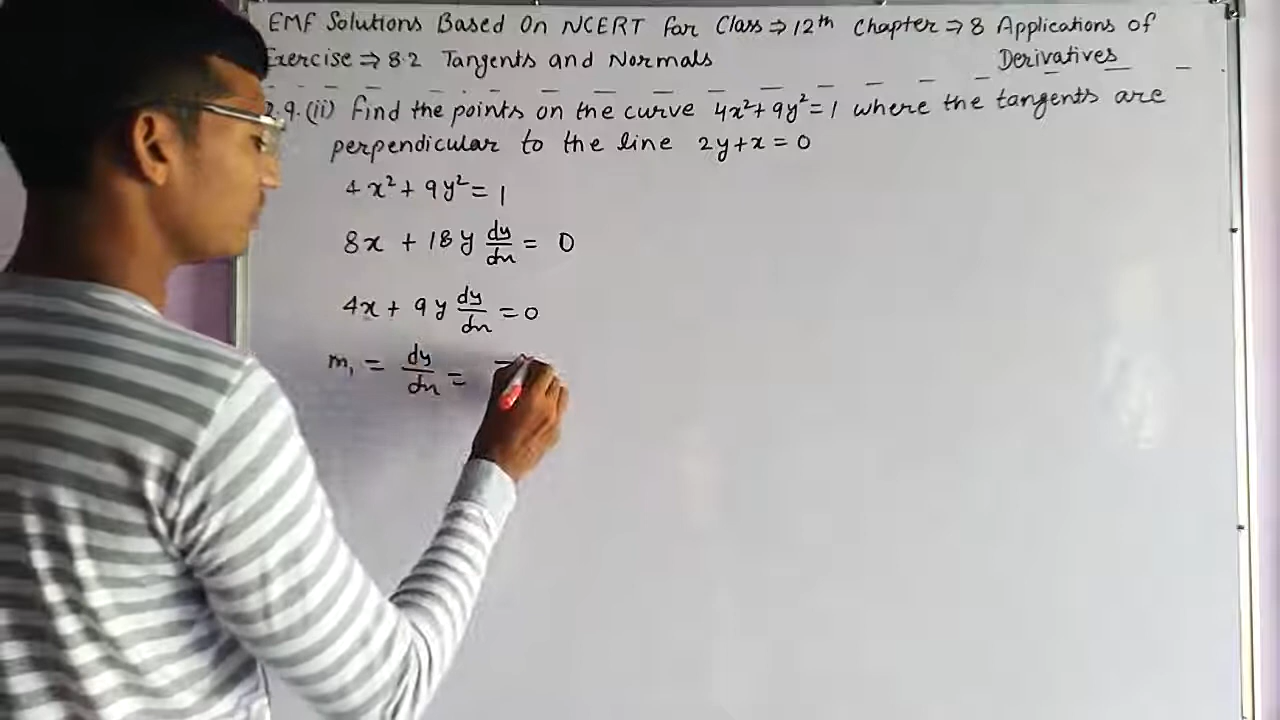 EMF Solutions Based On NCERT for Class ⇒ 12th Chapter ⇒ 8 Applications of Derivatives
Exercise ⇒ 8.2 Tangents and Normals
9. (ii) Find the points on the curve 4x² + 9y² = 1 where the tangents are
perpendicular to the line 2y + x = 0
4x² + 9y² = 1
8x + 18y dy/dx = 0
4x + 9y dy/dx = 0
m₁ = dy/dx = −